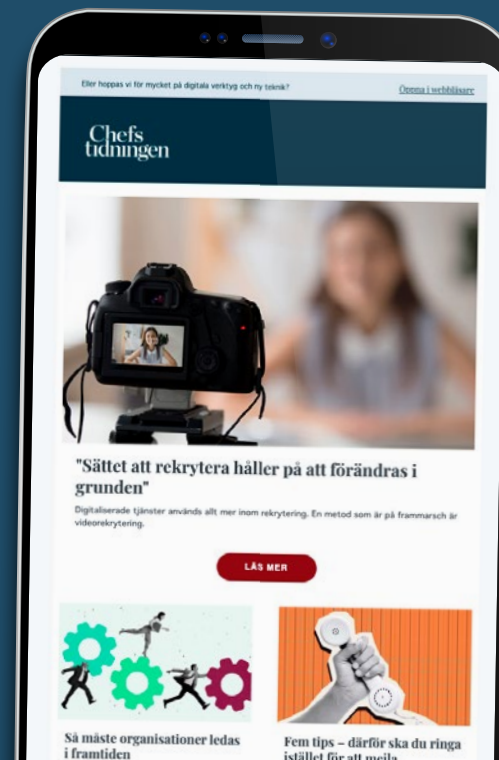 Eller hoppas vi för mycket på digitala verktyg och ny teknik?
Öppna i webbläsare
Chefs
tidningen
"Sättet att rekrytera håller på att förändras i
grunden"
Digitaliserade tjänster används allt mer inom rekrytering. En metod som är på frammarsch är
videorekrytering.
LÄS MER
Så måste organisationer ledas
i framtiden
Fem tips – därför ska du ringa
istället för att mejla